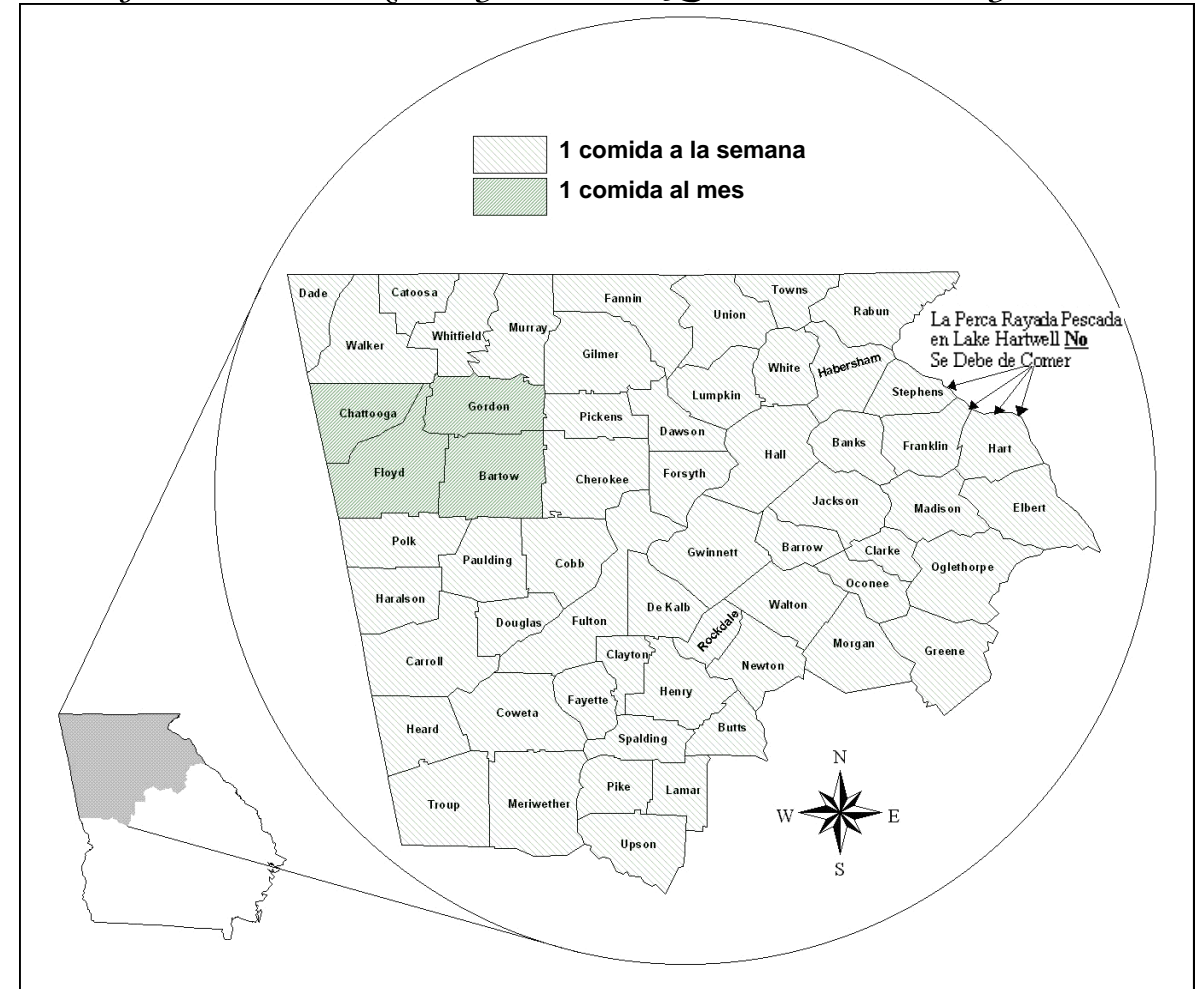 1 comida a la semana
1 comida al mes
Dade
Catoosa
Fannin
Towns
Union
Rabun
Whitfield
Murray
Walker
Gilmer
La Perca Rayada Pescada
en Lake Hartwell No
Se Debe de Comer
White
Habersham
Stephens
Lumpkin
Chattooga
Gordon
Pickens
Dawson
Hall
Banks
Franklin
Hart
Floyd
Bartow
Cherokee
Forsyth
Jackson
Madison
Elbert
Polk
Paulding
Cobb
Gwinnett
Barrow
Clarke
Oglethorpe
Oconee
Haralson
Douglas
Fulton
De Kalb
Rockdale
Walton
Morgan
Greene
Carroll
Clayton
Newton
Henry
Fayette
Coweta
Heard
Spalding
Butts
Troup
Meriwether
Pike
Lamar
Upson
N
W
E
S